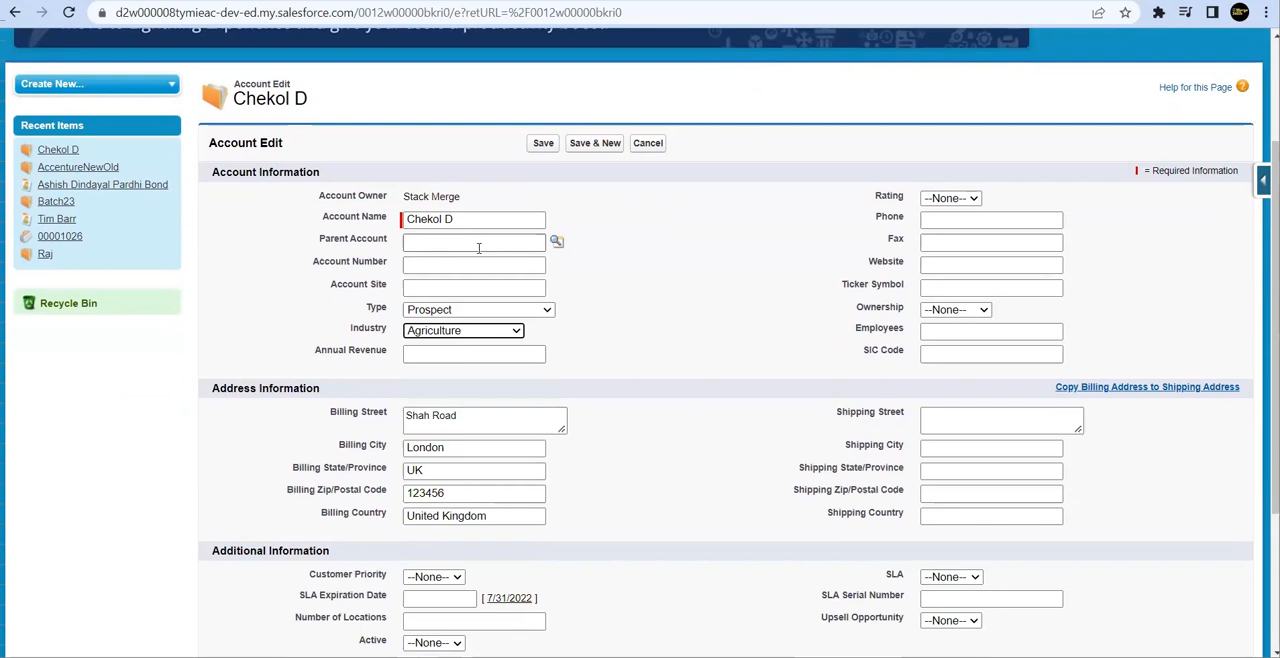 d2w000008tymieac-dev-ed.my.salesforce.com/0012w00000bkri0/e?retURL=%2F0012w00000bkri0
Create New...
Account Edit
Chekol D
Help for this Page
Recent Items
Chekol D
AccentureNewOld
Ashish Dindayal Pardhi Bond
Batch23
Tim Barr
00001026
Raj
Recycle Bin
Account Edit Save Save & New Cancel
Account Information = Required Information
Account Owner Stack Merge Rating --None--
Account Name Chekol D Phone
Parent Account Fax
Account Number Website
Account Site Ticker Symbol
Type Prospect Ownership --None--
Industry Agriculture Employees
Annual Revenue SIC Code
Address Information Copy Billing Address to Shipping Address
Billing Street Shah Road Shipping Street
Billing City London Shipping City
Billing State/Province UK Shipping State/Province
Billing Zip/Postal Code 123456 Shipping Zip/Postal Code
Billing Country United Kingdom Shipping Country
Additional Information
Customer Priority --None-- SLA --None--
SLA Expiration Date [ 7/31/2022 ] SLA Serial Number
Number of Locations Upsell Opportunity --None--
Active --None--